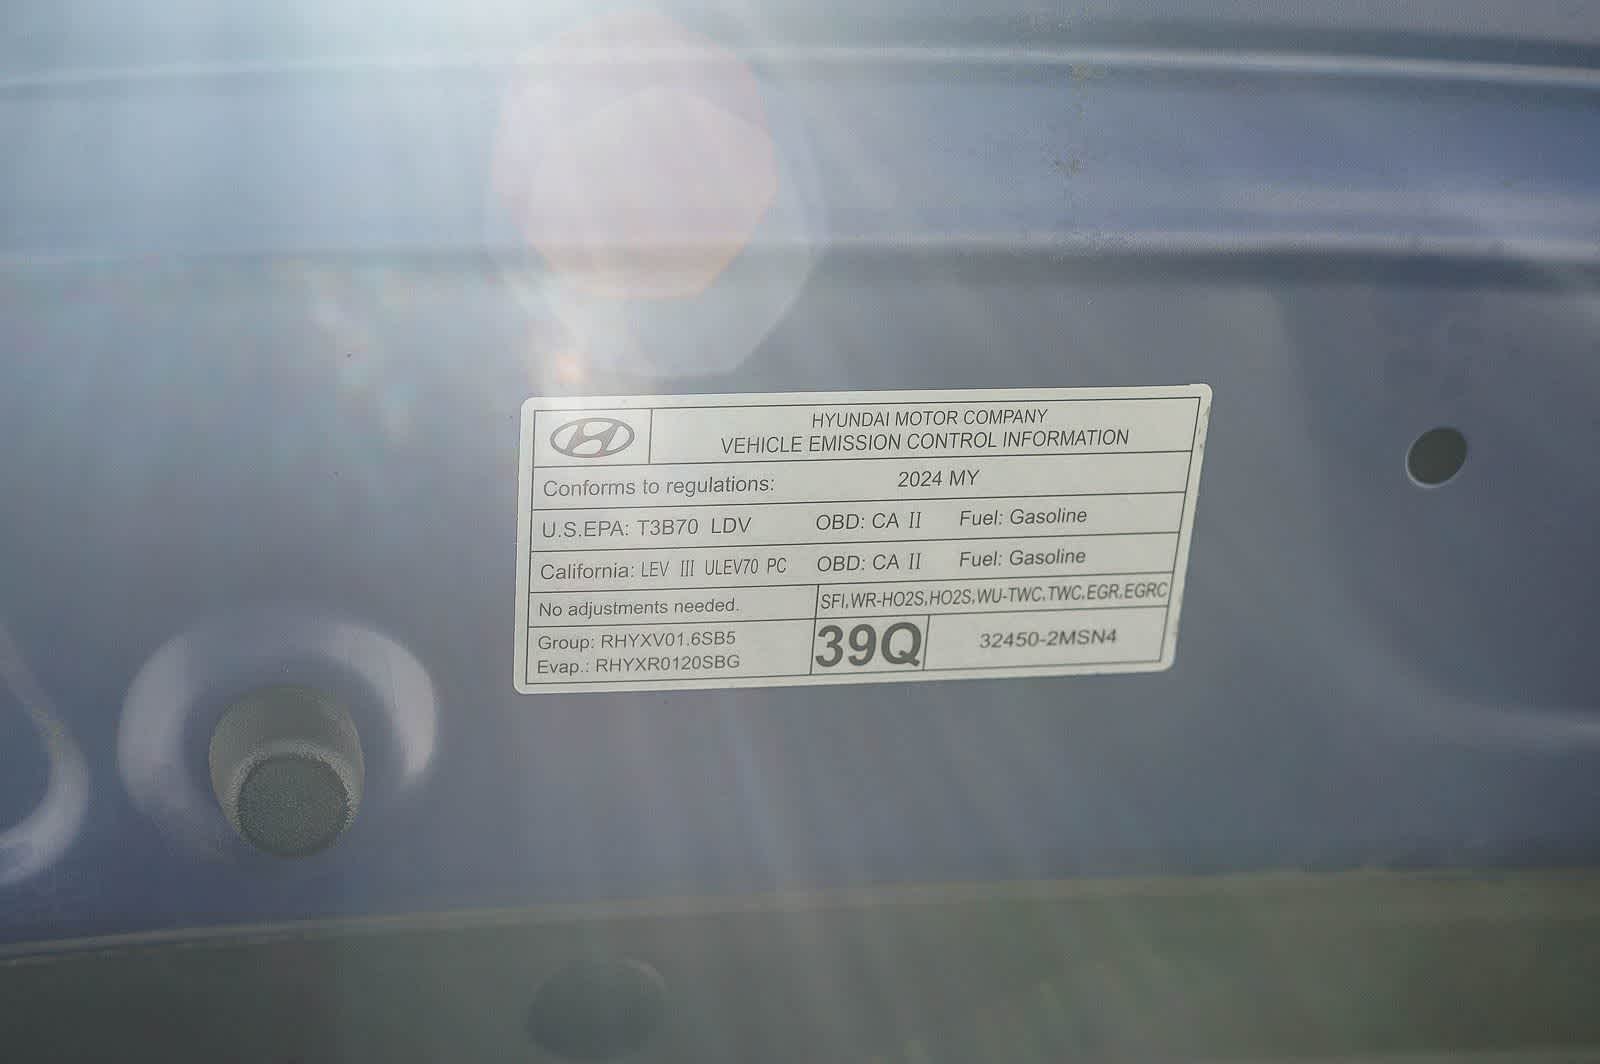 HYUNDAI MOTOR COMPANY
VEHICLE EMISSION CONTROL INFORMATION
Conforms to regulations: 2024 MY
U.S.EPA: T3B70 LDV OBD: CA II Fuel: Gasoline
California: LEV III ULEV70 PC OBD: CA II Fuel: Gasoline
No adjustments needed. SFI,WR-HO2S,HO2S,WU-TWC,TWC,EGR,EGRC
Group: RHYXV01.6SB5
Evap.: RHYXR0120SBG
39Q
32450-2MSN4